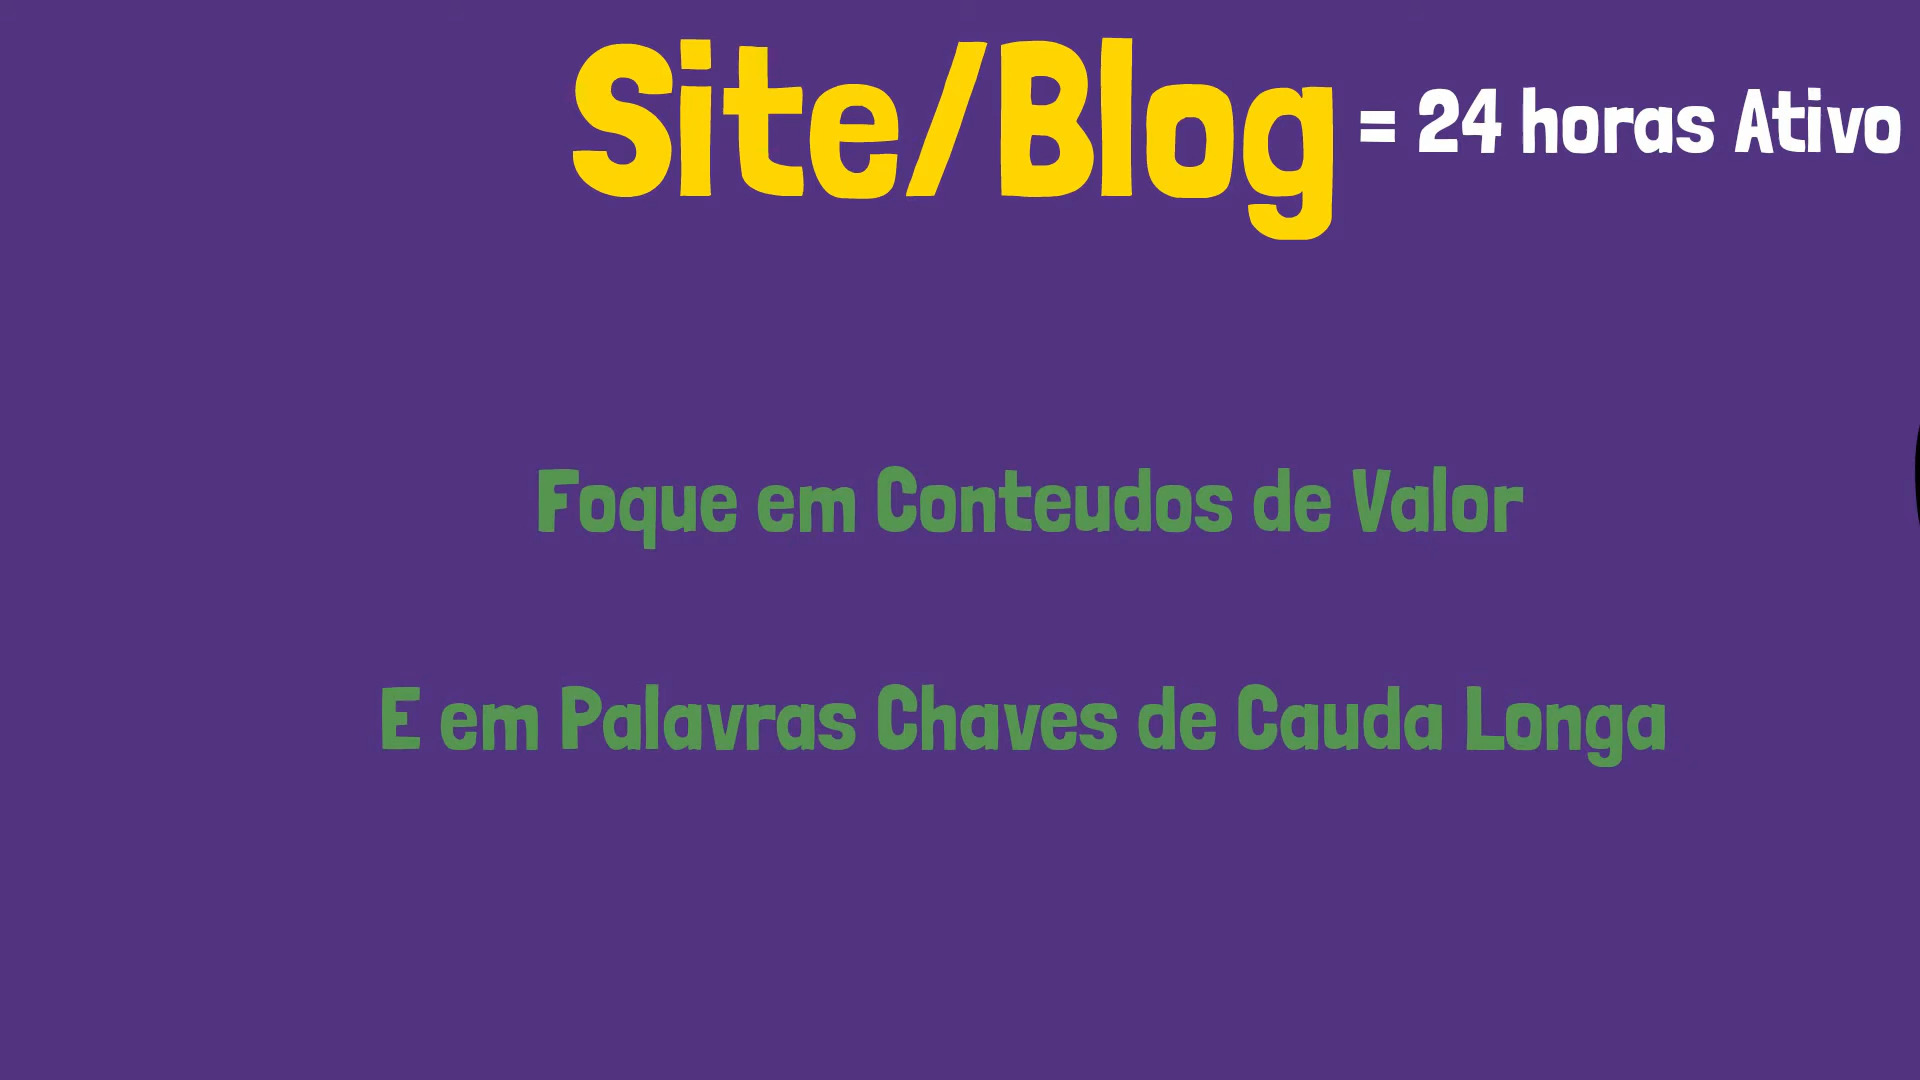 Site/Blog = 24 horas Ativo
Foque em Conteudos de Valor
E em Palavras Chaves de Cauda Longa